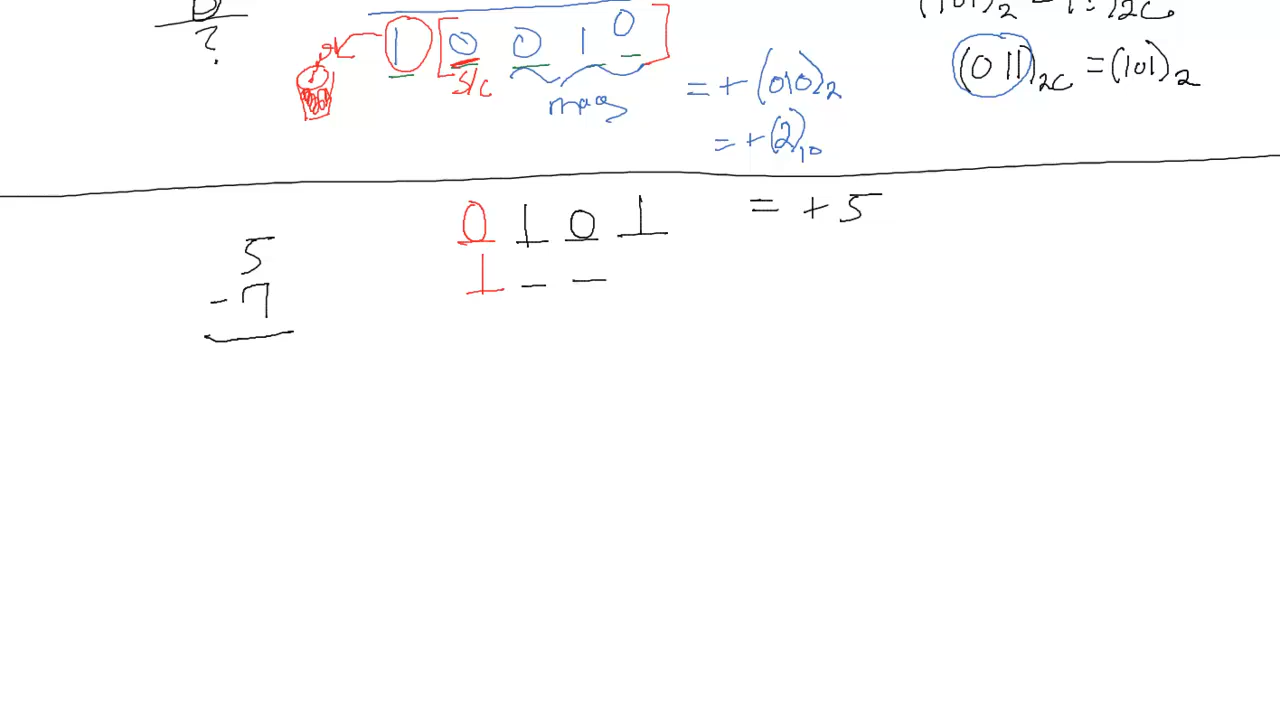 ?
1 [0 0 1 0]
S/C
mag
= + (010)₂
= + (2)₁₀
(011)₂C = (101)₂
5
- 7
0 1 0 1 = + 5
1 _ _